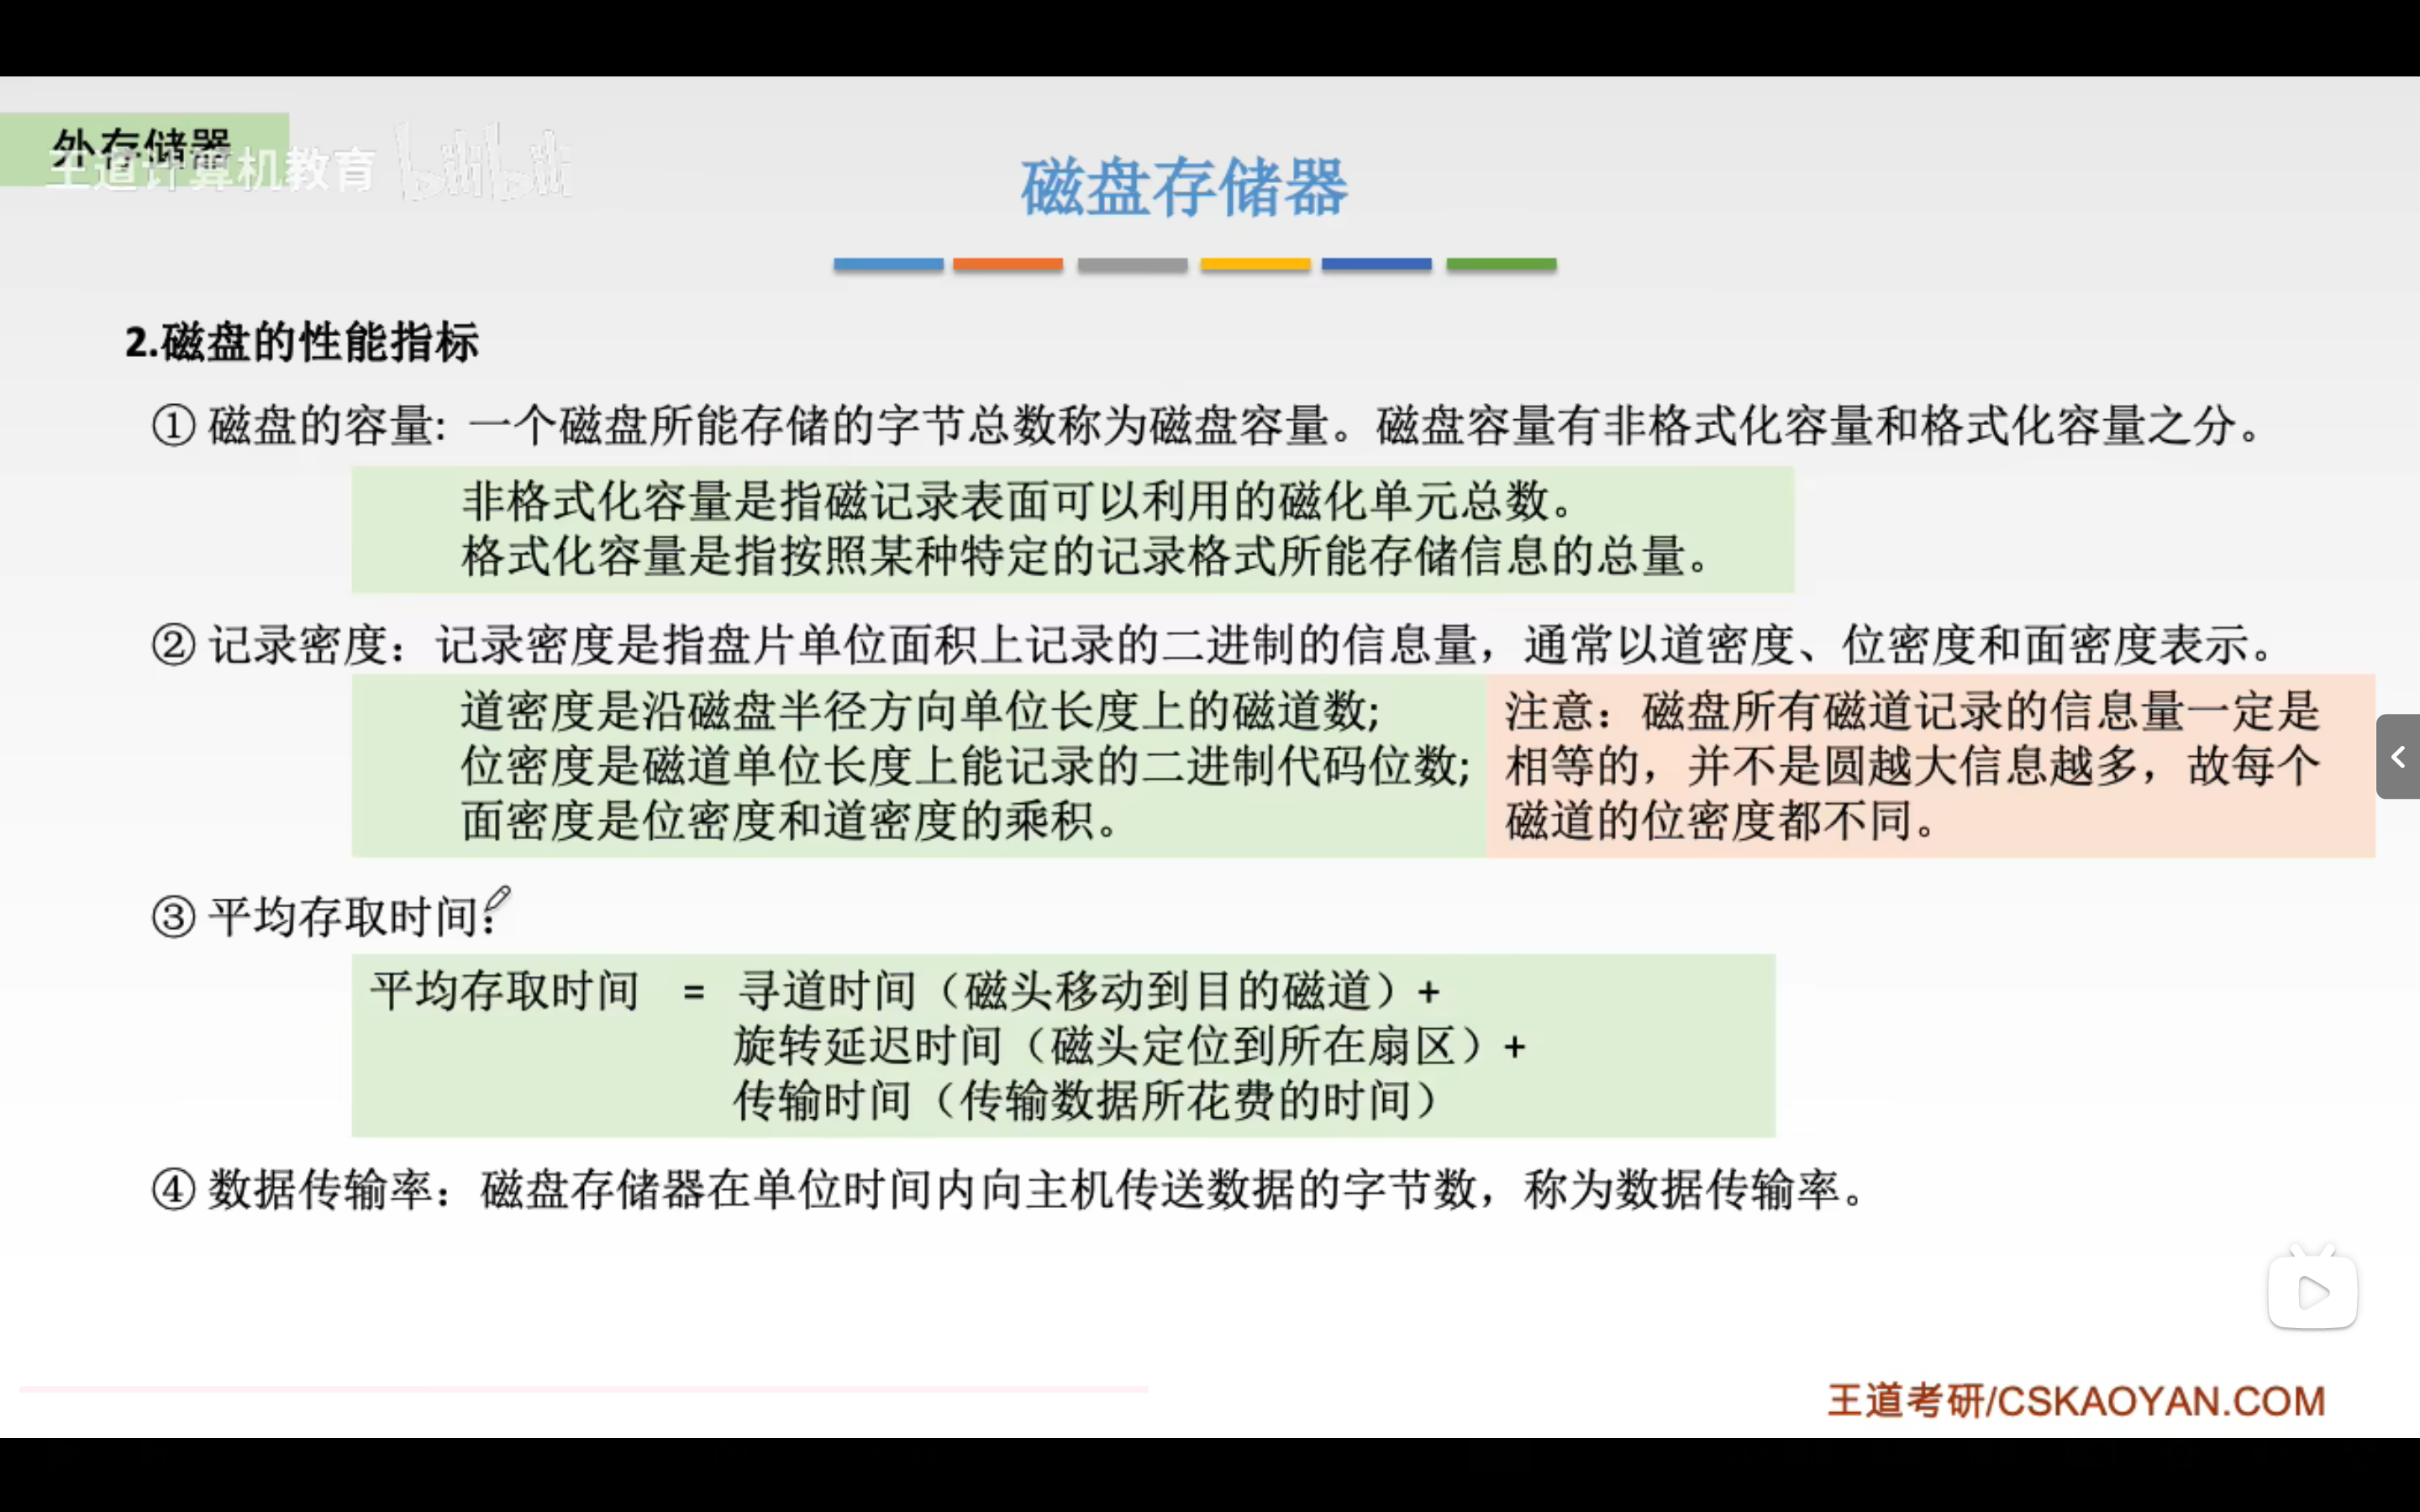 外存储器
王道计算机教育 bilibili
磁盘存储器
2.磁盘的性能指标
① 磁盘的容量：一个磁盘所能存储的字节总数称为磁盘容量。磁盘容量有非格式化容量和格式化容量之分。
非格式化容量是指磁记录表面可以利用的磁化单元总数。
格式化容量是指按照某种特定的记录格式所能存储信息的总量。
② 记录密度：记录密度是指盘片单位面积上记录的二进制的信息量，通常以道密度、位密度和面密度表示。
道密度是沿磁盘半径方向单位长度上的磁道数;
位密度是磁道单位长度上能记录的二进制代码位数;
面密度是位密度和道密度的乘积。
注意：磁盘所有磁道记录的信息量一定是
相等的，并不是圆越大信息越多，故每个
磁道的位密度都不同。
③ 平均存取时间：
平均存取时间 = 寻道时间（磁头移动到目的磁道）+
旋转延迟时间（磁头定位到所在扇区）+
传输时间（传输数据所花费的时间）
④ 数据传输率：磁盘存储器在单位时间内向主机传送数据的字节数，称为数据传输率。
王道考研/CSKAOYAN.COM